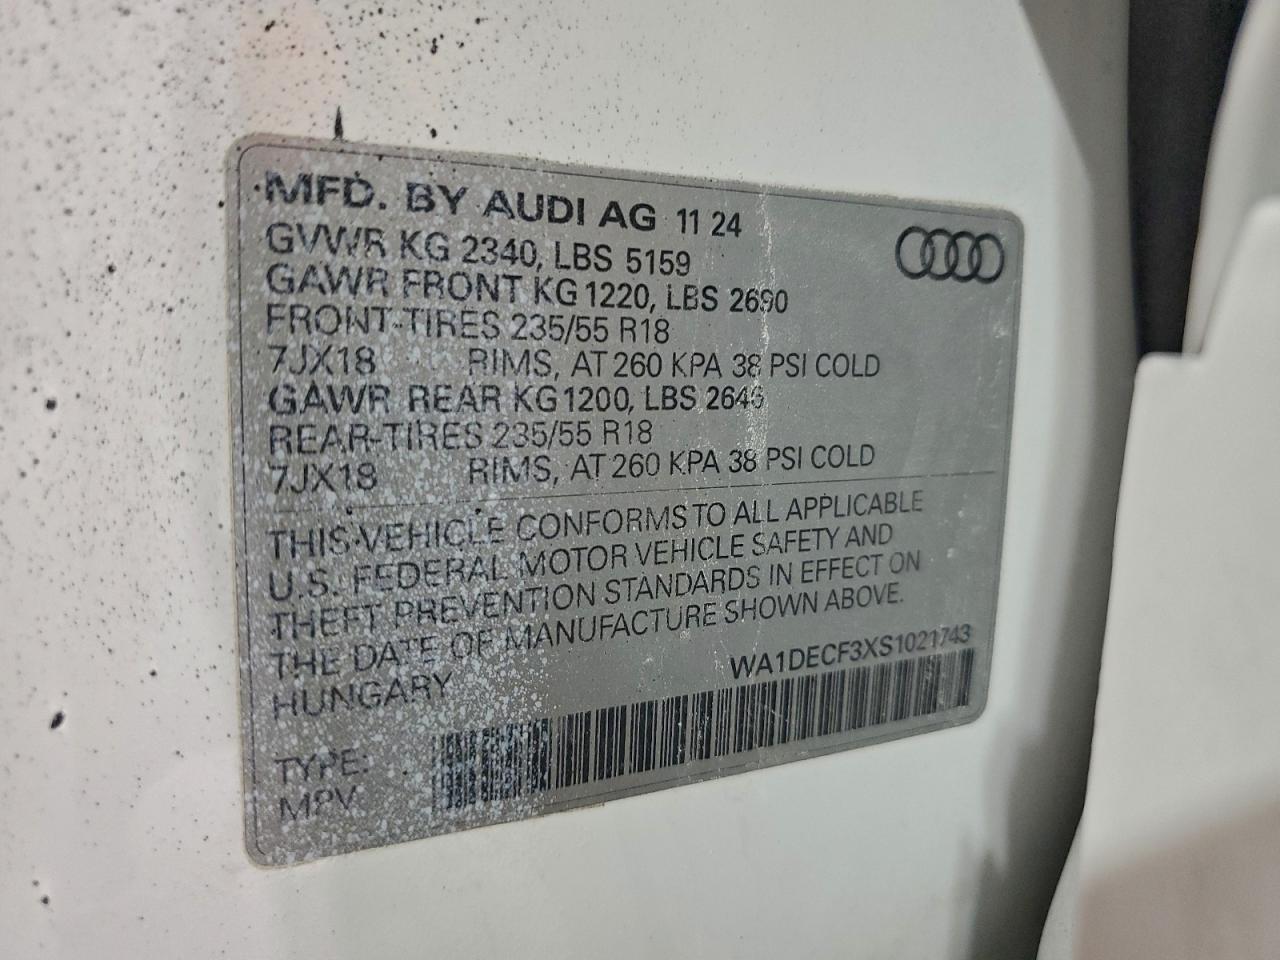 MFD. BY AUDI AG 11 24
GVWR KG 2340, LBS 5159
GAWR FRONT KG 1220, LBS 2690
FRONT-TIRES 235/55 R18
7JX18 RIMS, AT 260 KPA 38 PSI COLD
GAWR REAR KG 1200, LBS 2646
REAR-TIRES 235/55 R18
7JX18 RIMS, AT 260 KPA 38 PSI COLD
THIS VEHICLE CONFORMS TO ALL APPLICABLE
U.S. FEDERAL MOTOR VEHICLE SAFETY AND
THEFT PREVENTION STANDARDS IN EFFECT ON
THE DATE OF MANUFACTURE SHOWN ABOVE.
HUNGARY WA1DECF3XS1021743
TYPE:
MPV